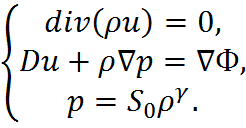 div(ρu) = 0,
Du + ρ∇p = ∇Φ,
p = S₀ρ^γ.